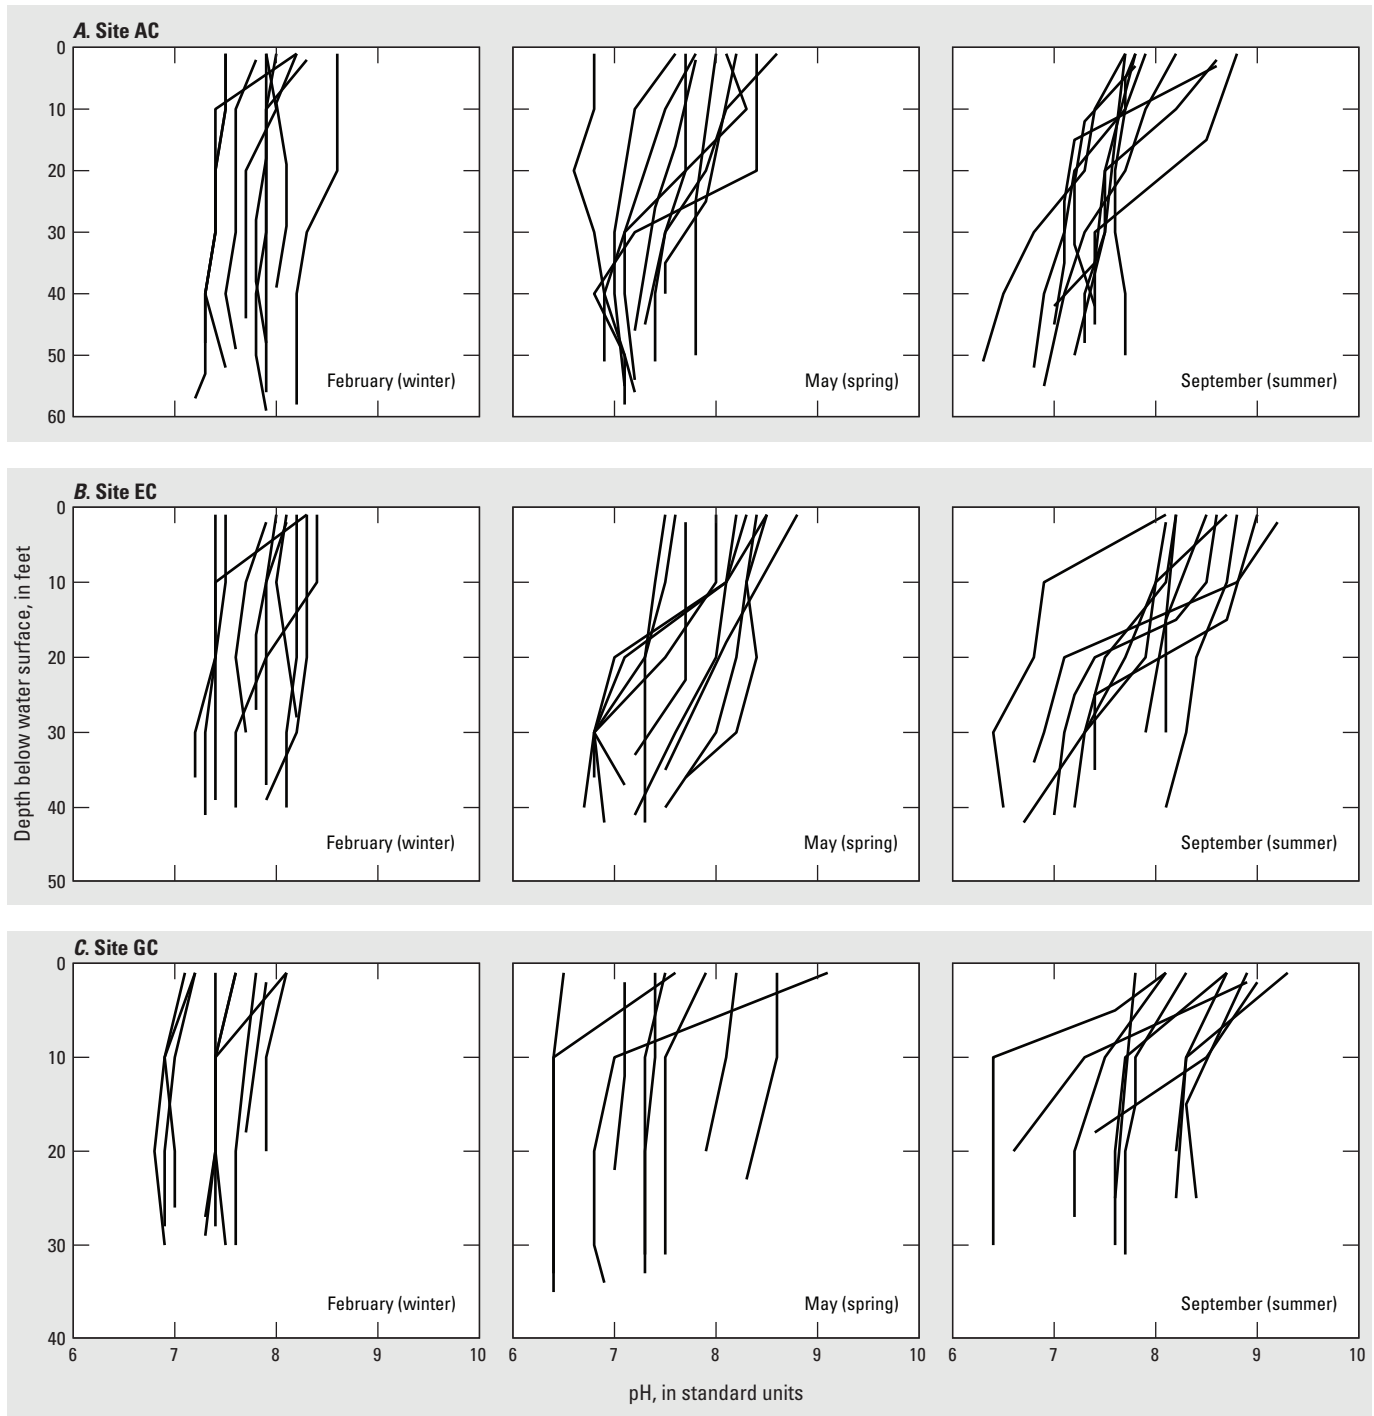 A. Site AC
0
10
20
30
40
50
60
February (winter)
May (spring)
September (summer)
B. Site EC
0
10
20
30
40
50
February (winter)
May (spring)
September (summer)
Depth below water surface, in feet
C. Site GC
0
10
20
30
40
February (winter)
May (spring)
September (summer)
6 7 8 9 10 6 7 8 9 10 6 7 8 9 10
pH, in standard units